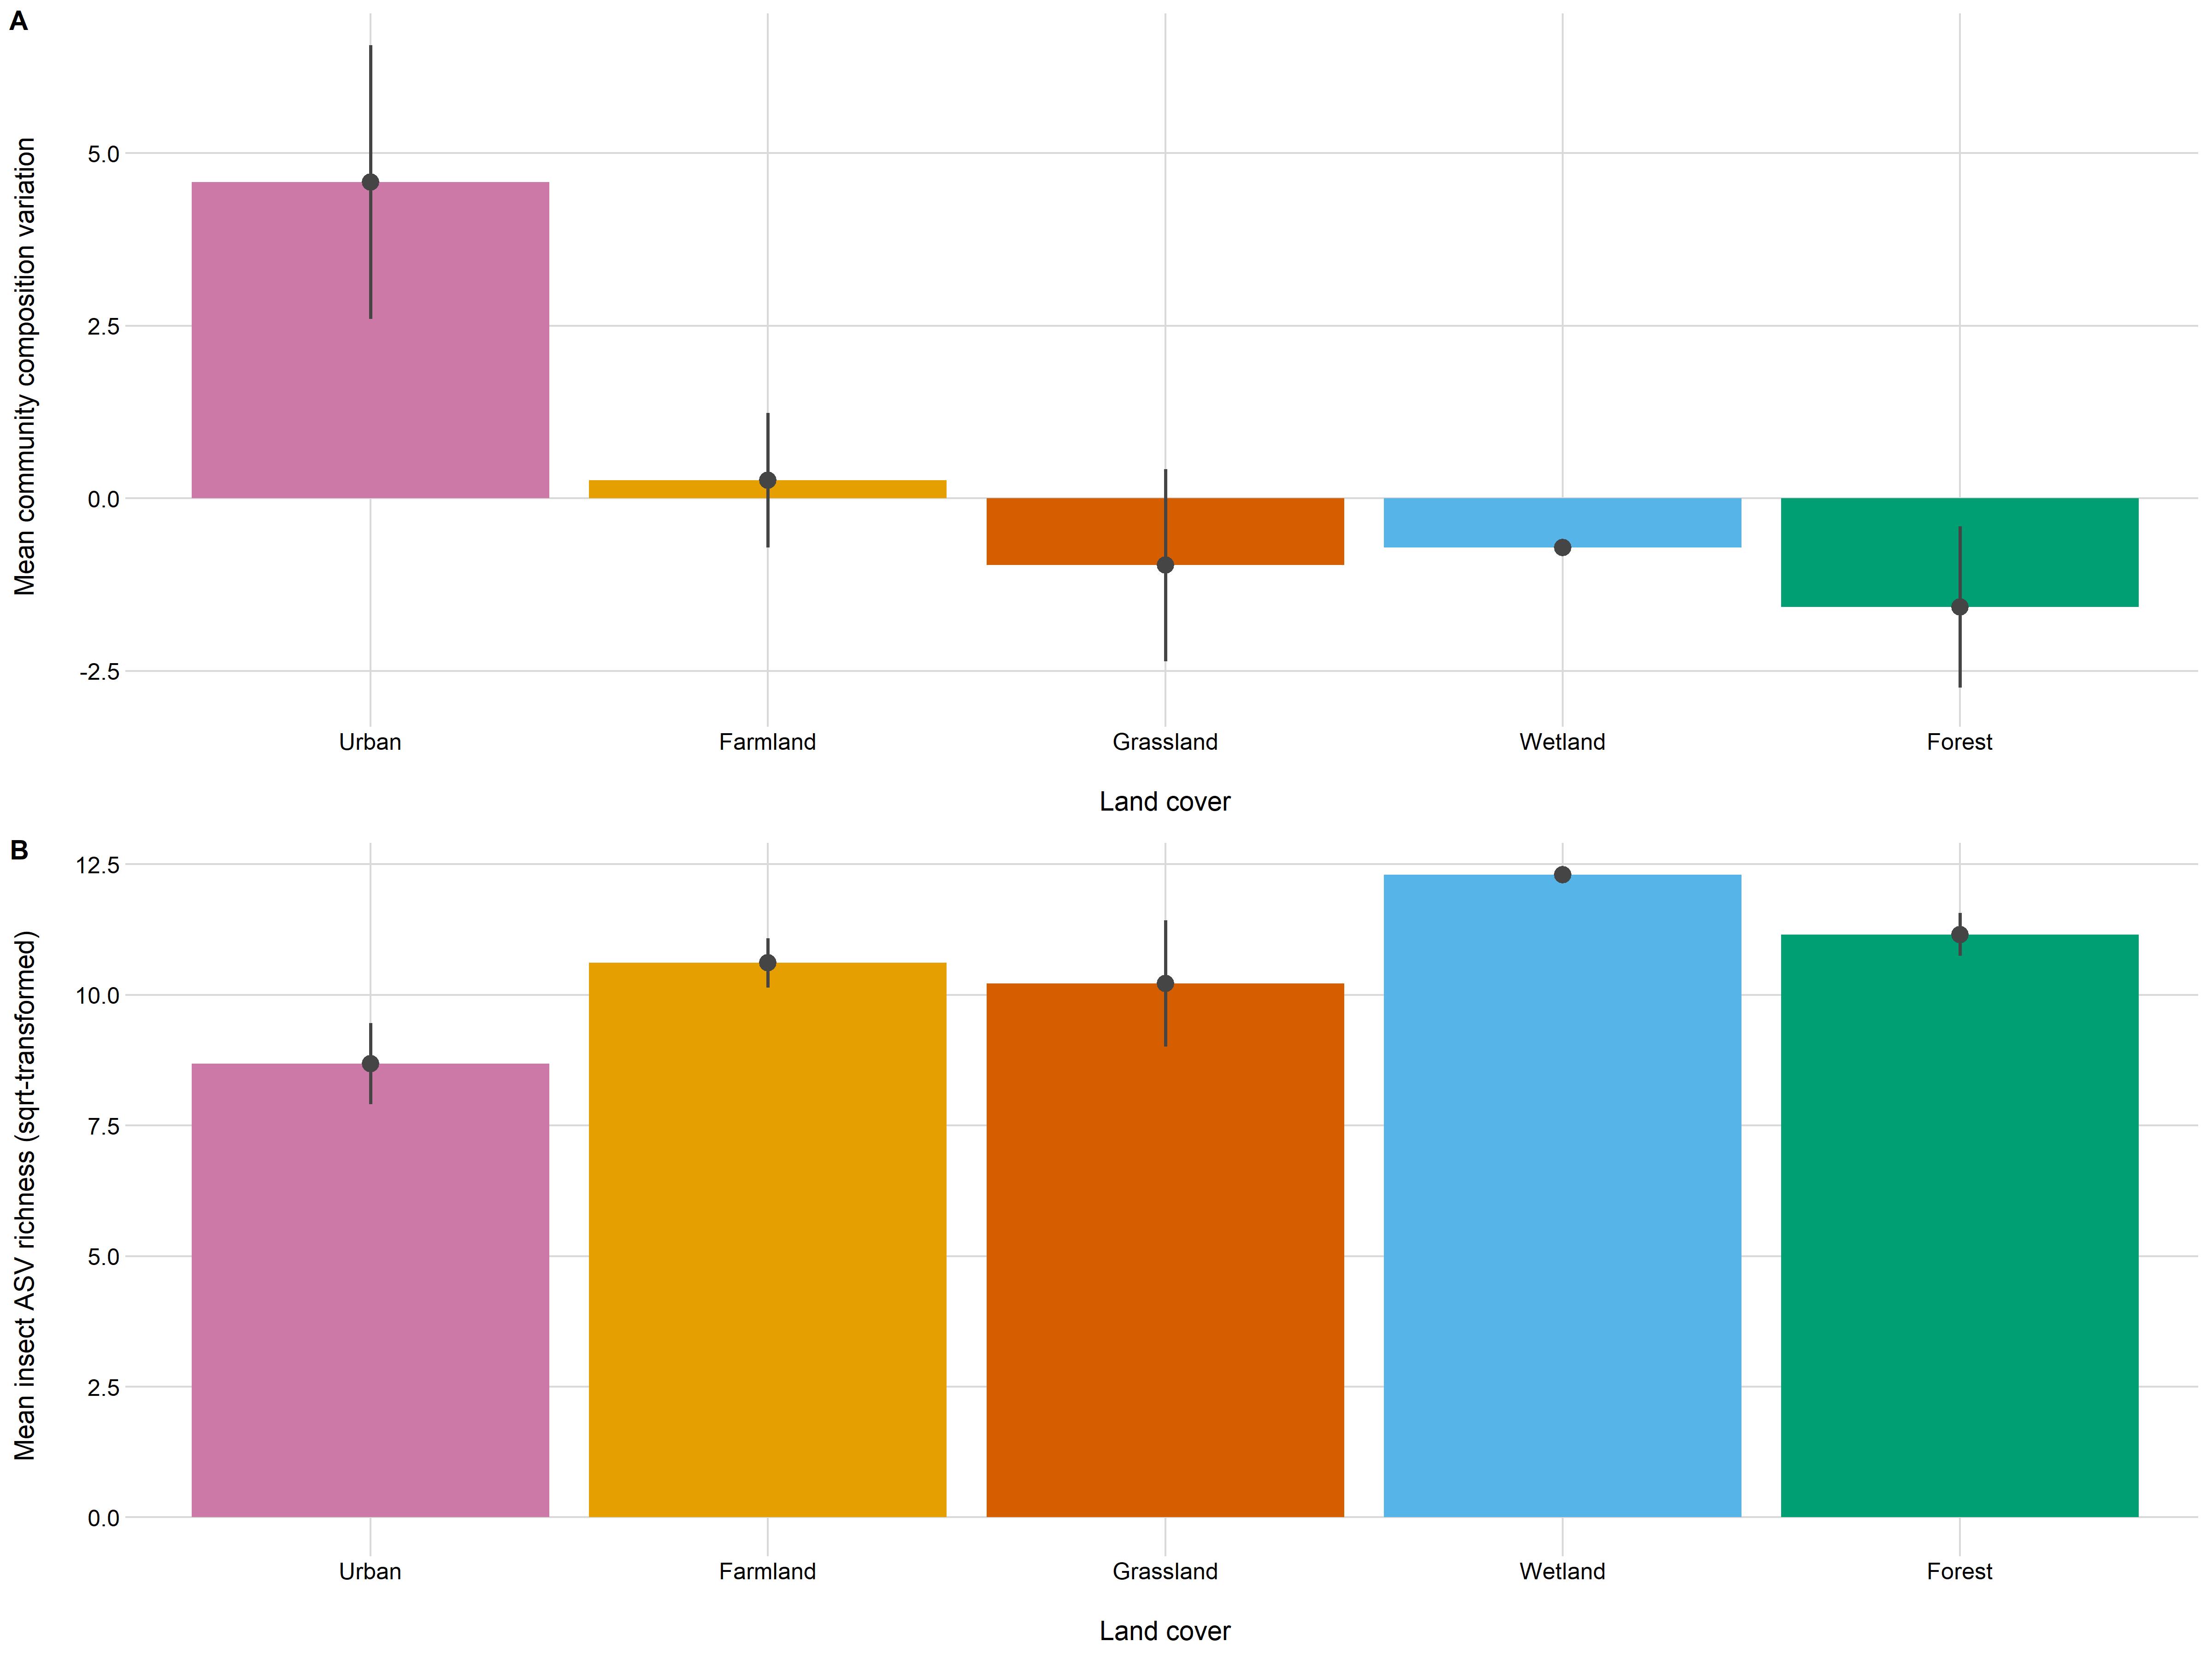 A
Mean community composition variation
5.0
2.5
0.0
-2.5
Urban Farmland Grassland Wetland Forest
Land cover
B
Mean insect ASV richness (sqrt-transformed)
12.5
10.0
7.5
5.0
2.5
0.0
Urban Farmland Grassland Wetland Forest
Land cover